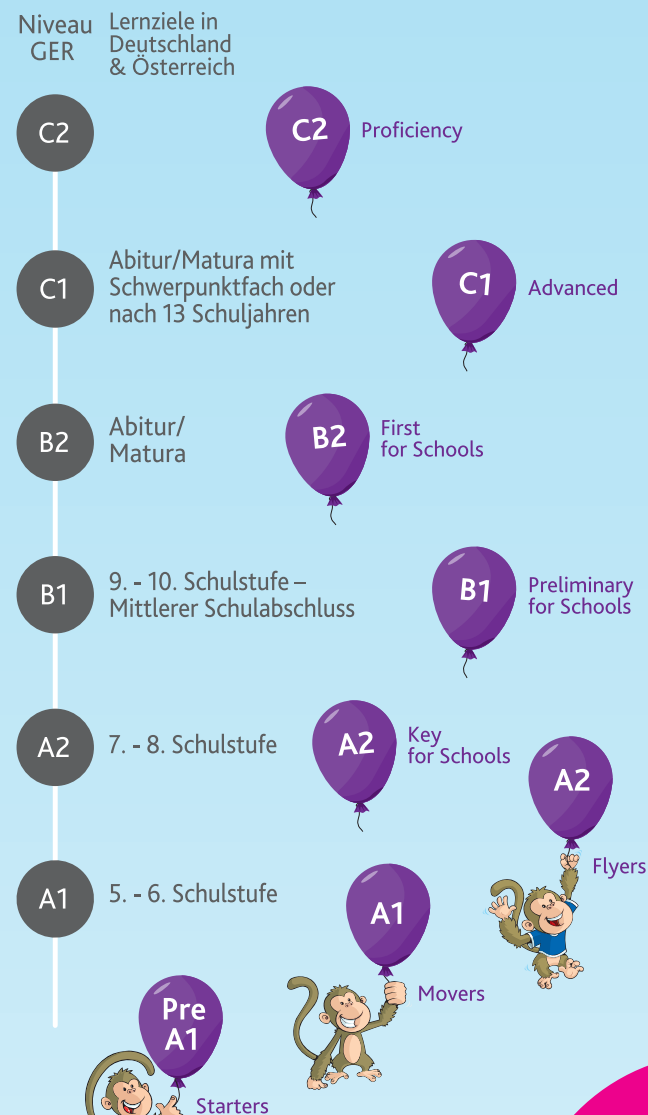 Niveau
GER
Lernziele in
Deutschland
& Österreich
C2
C2
Proficiency
C1
Abitur/Matura mit
Schwerpunktfach oder
nach 13 Schuljahren
C1
Advanced
B2
Abitur/
Matura
B2
First
for Schools
B1
9. - 10. Schulstufe –
Mittlerer Schulabschluss
B1
Preliminary
for Schools
A2
7. - 8. Schulstufe
A2
Key
for Schools
A2
Flyers
A1
5. - 6. Schulstufe
A1
Movers
Pre
A1
Starters